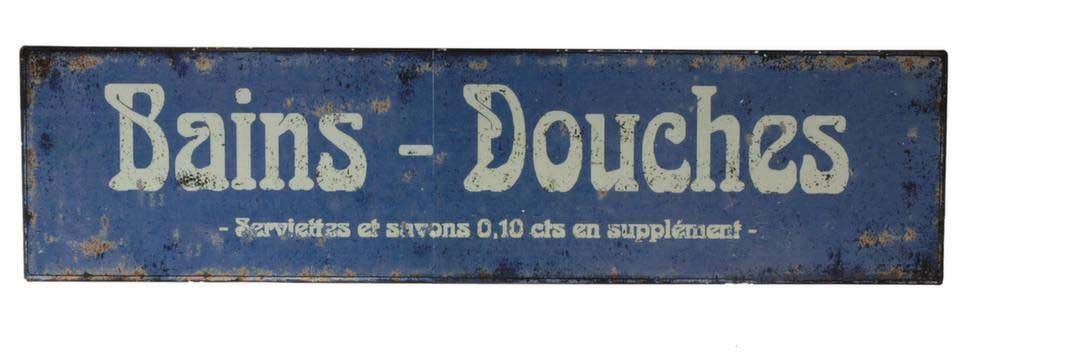 Bains - Douches
- Serviettes et savons 0,10 cts en supplément -